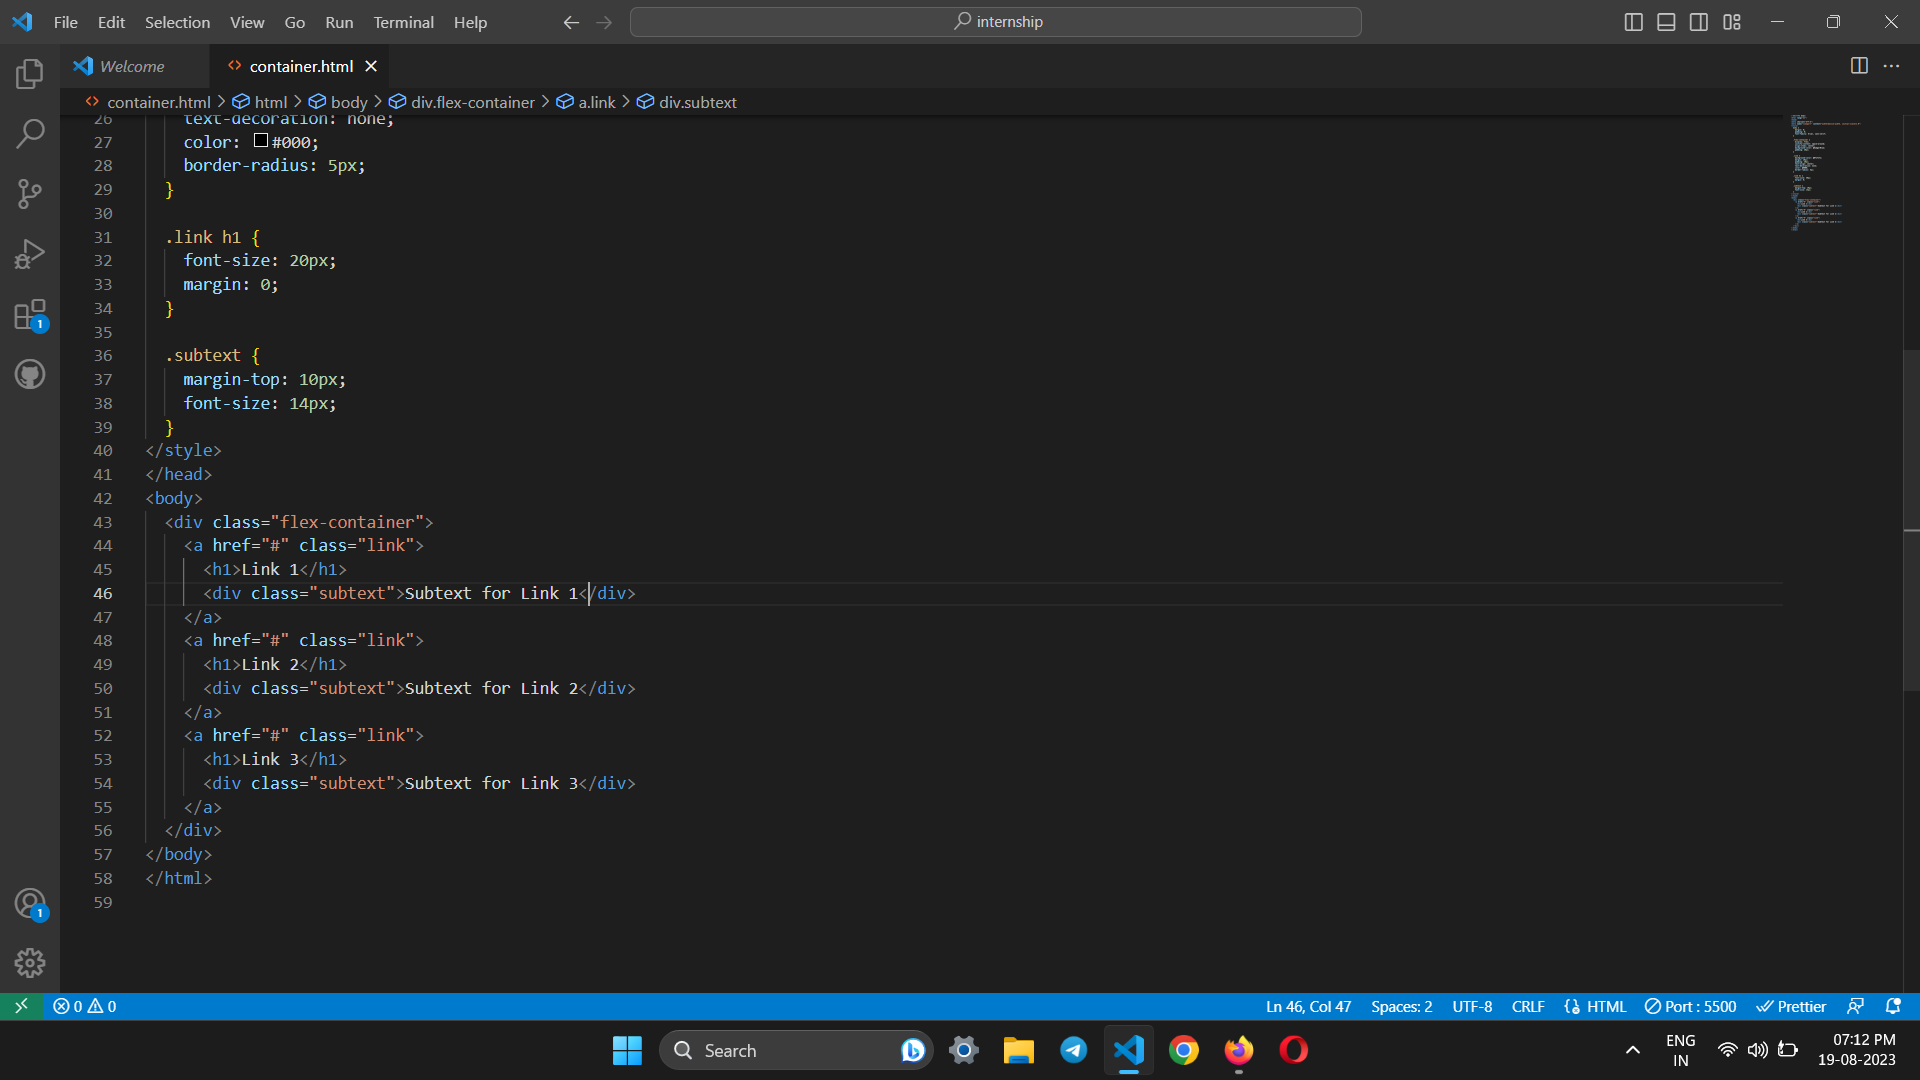 File Edit Selection View Go Run Terminal Help internship
Welcome container.html
container.html > html > body > div.flex-container > a.link > div.subtext
26 text-decoration: none;
27 color: #000;
28 border-radius: 5px;
29 }
30
31 .link h1 {
32 font-size: 20px;
33 margin: 0;
34 }
35
36 .subtext {
37 margin-top: 10px;
38 font-size: 14px;
39 }
40 </style>
41 </head>
42 <body>
43 <div class="flex-container">
44 <a href="#" class="link">
45 <h1>Link 1</h1>
46 <div class="subtext">Subtext for Link 1</div>
47 </a>
48 <a href="#" class="link">
49 <h1>Link 2</h1>
50 <div class="subtext">Subtext for Link 2</div>
51 </a>
52 <a href="#" class="link">
53 <h1>Link 3</h1>
54 <div class="subtext">Subtext for Link 3</div>
55 </a>
56 </div>
57 </body>
58 </html>
59
1
1
0 0 Ln 46, Col 47 Spaces: 2 UTF-8 CRLF HTML Port : 5500 Prettier
Search
ENG
IN
07:12 PM
19-08-2023